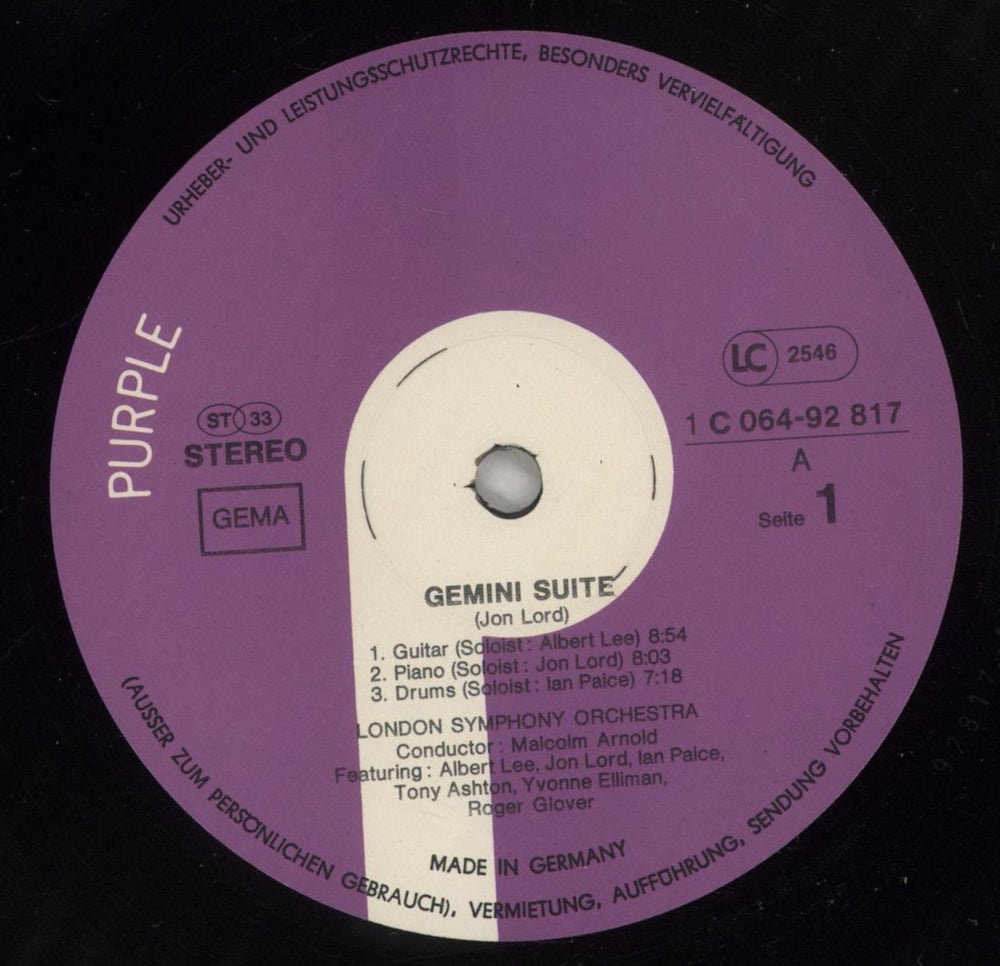 URHEBER- UND LEISTUNGSSCHUTZRECHTE, BESONDERS VERVIELFÄLTIGUNG
PURPLE
ST 33
STEREO
GEMA
LC 2546
1 C 064-92 817
A
Seite 1
GEMINI SUITE
(Jon Lord)
1. Guitar (Soloist: Albert Lee) 8:54
2. Piano (Soloist: Jon Lord) 8:03
3. Drums (Soloist: Ian Paice) 7:18
LONDON SYMPHONY ORCHESTRA
Conductor: Malcolm Arnold
Featuring: Albert Lee, Jon Lord, Ian Paice,
Tony Ashton, Yvonne Elliman,
Roger Glover
MADE IN GERMANY
(AUSSER ZUM PERSÖNLICHEN GEBRAUCH), VERMIETUNG, AUFFÜHRUNG, SENDUNG VORBEHALTEN
92817